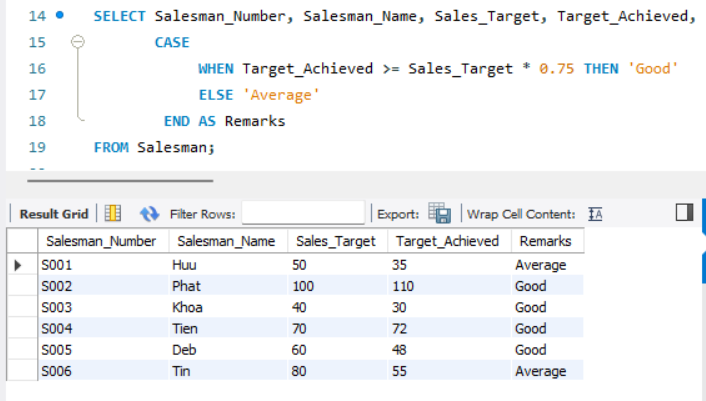 14 SELECT Salesman_Number, Salesman_Name, Sales_Target, Target_Achieved,
15 CASE
16 WHEN Target_Achieved >= Sales_Target * 0.75 THEN 'Good'
17 ELSE 'Average'
18 END AS Remarks
19 FROM Salesman;
Result Grid Filter Rows: Export: Wrap Cell Content: IA
Salesman_Number Salesman_Name Sales_Target Target_Achieved Remarks
S001 Huu 50 35 Average
S002 Phat 100 110 Good
S003 Khoa 40 30 Good
S004 Tien 70 72 Good
S005 Deb 60 48 Good
S006 Tin 80 55 Average